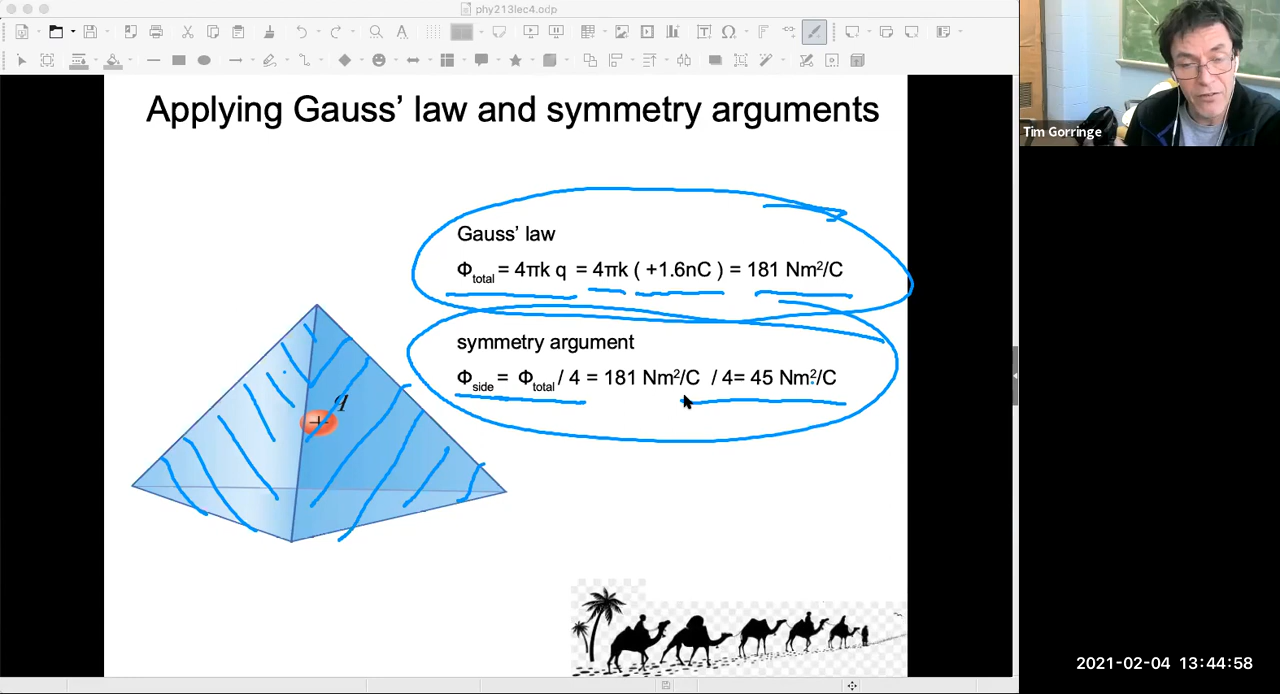 phy213lec4.odp
Applying Gauss’ law and symmetry arguments
Gauss’ law
Φtotal = 4πk q = 4πk ( +1.6nC ) = 181 Nm²/C
symmetry argument
Φside = Φtotal / 4 = 181 Nm²/C / 4= 45 Nm²/C
q
+
Tim Gorringe
2021-02-04 13:44:58